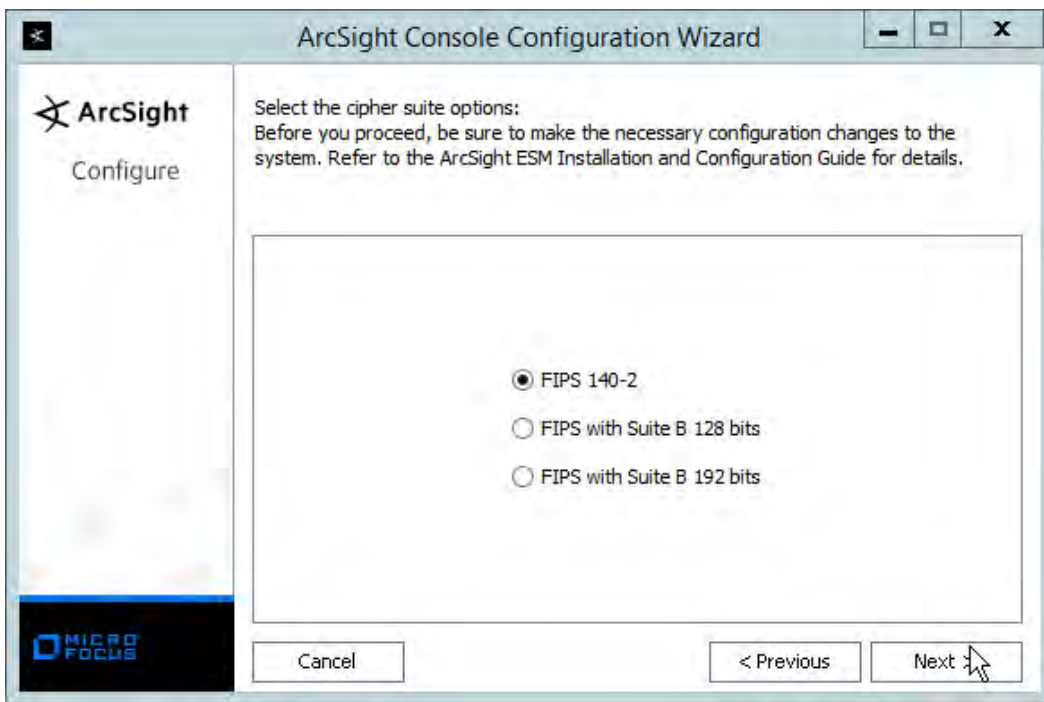 ArcSight Console Configuration Wizard
ArcSight
Configure
Select the cipher suite options:
Before you proceed, be sure to make the necessary configuration changes to the
system. Refer to the ArcSight ESM Installation and Configuration Guide for details.
FIPS 140-2
FIPS with Suite B 128 bits
FIPS with Suite B 192 bits
MICRO
FOCUS
Cancel
< Previous
Next >